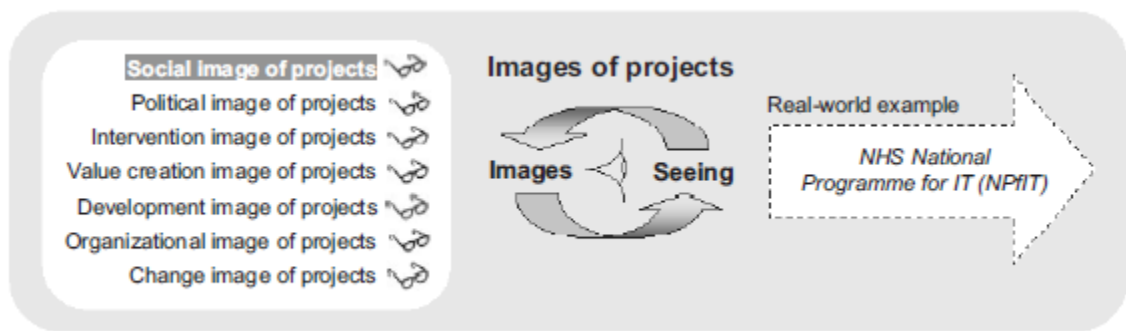 Social image of projects
Political image of projects
Intervention image of projects
Value creation image of projects
Development image of projects
Organizational image of projects
Change image of projects
Images of projects
Images
Seeing
Real-world example
NHS National
Programme for IT (NPfIT)